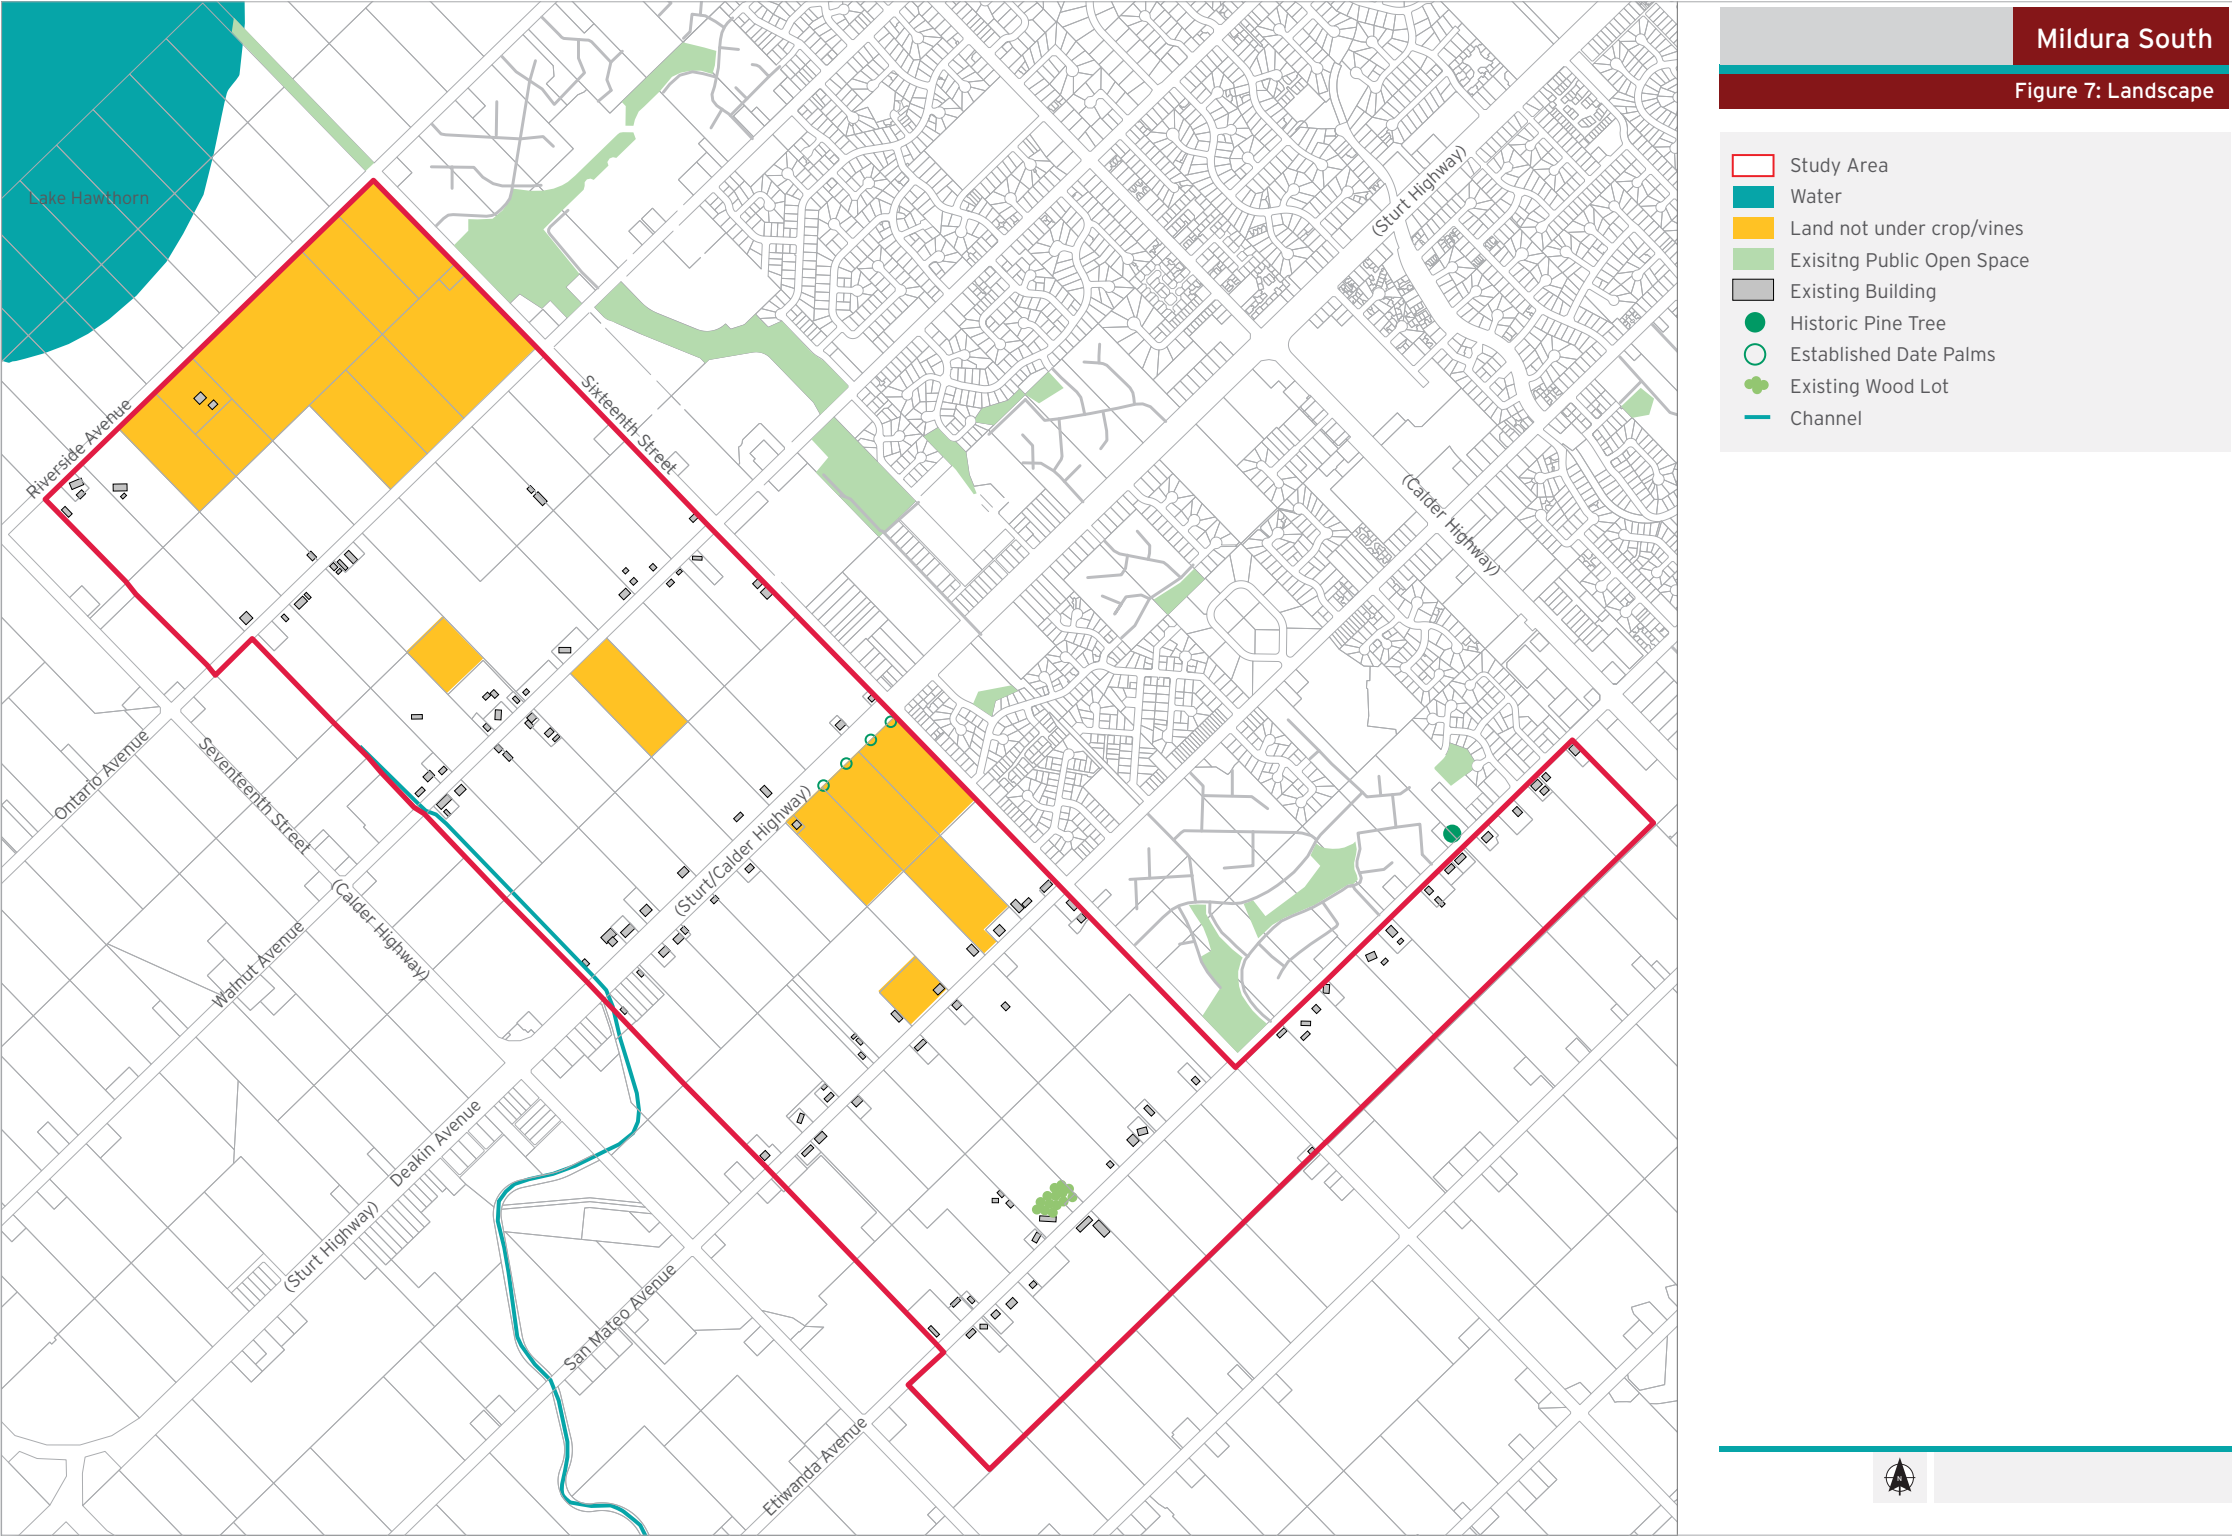 Mildura South
Figure 7: Landscape
Study Area
Water
Land not under crop/vines
Exisitng Public Open Space
Existing Building
Historic Pine Tree
Established Date Palms
Existing Wood Lot
Channel
Lake Hawthorn
(Sturt Highway)
Riverside Avenue
Sixteenth Street
(Calder Highway)
Ontario Avenue
Seventeenth Street
(Sturt/Calder Highway)
(Calder Highway)
Walnut Avenue
Deakin Avenue
(Sturt Highway)
San Mateo Avenue
Etiwanda Avenue
N